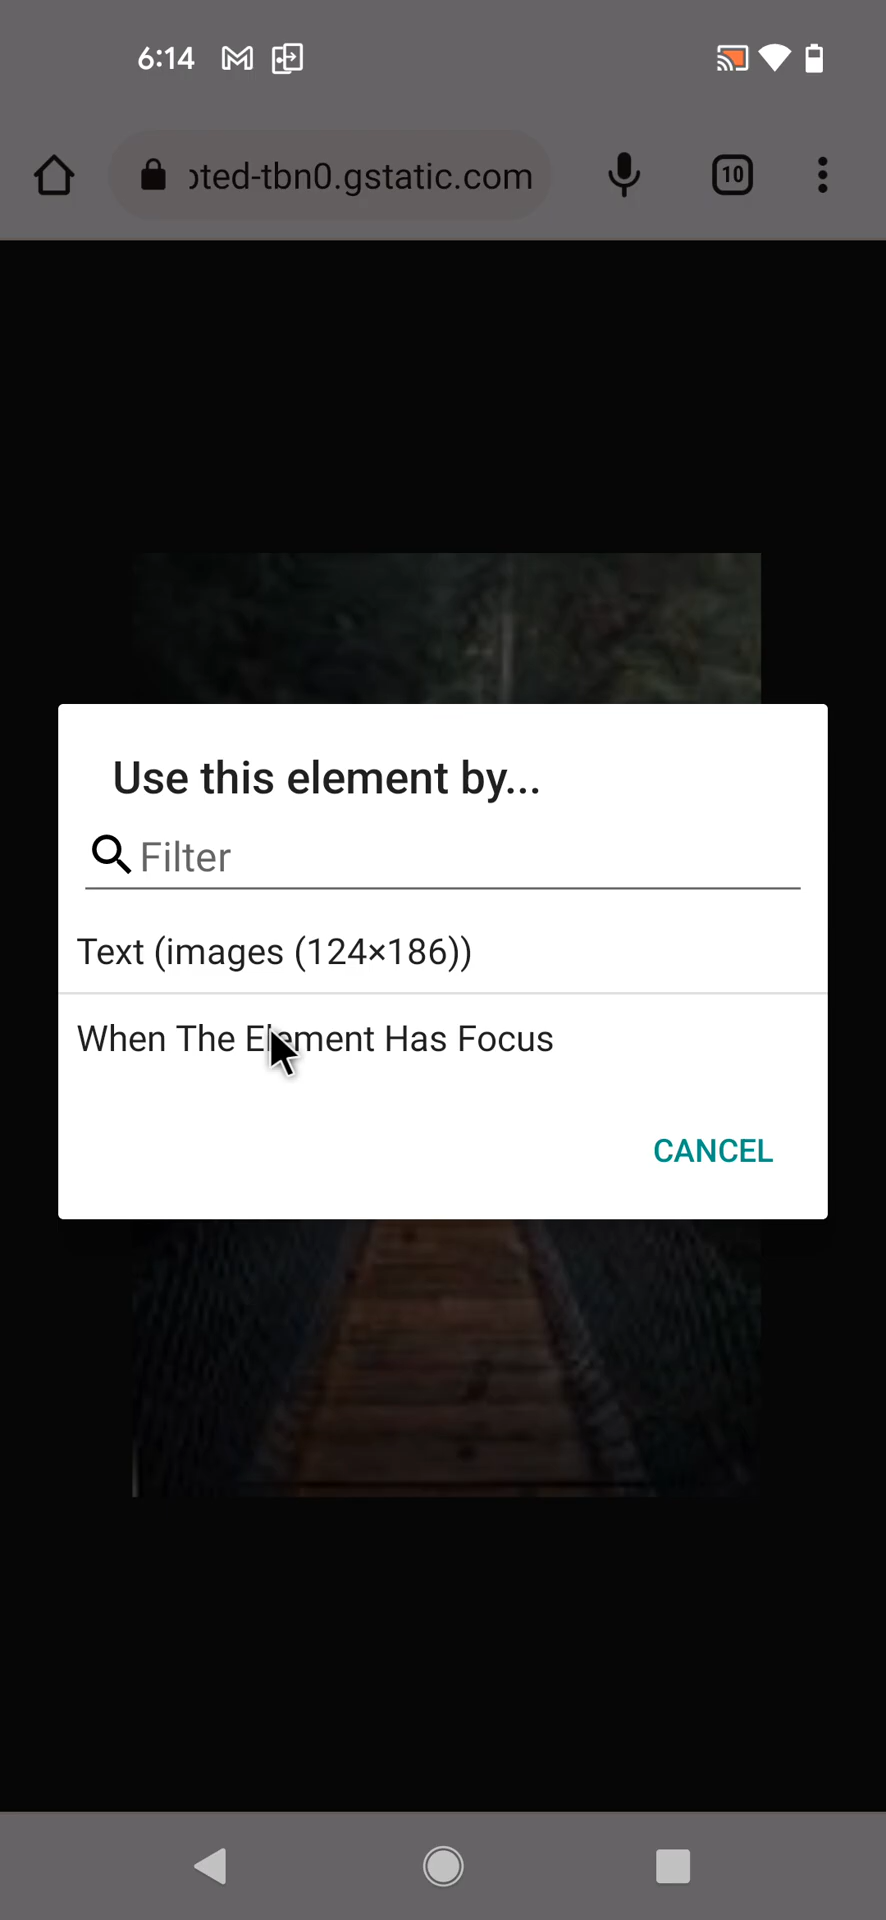 6:14
oted-tbn0.gstatic.com
10
Use this element by...
Filter
Text (images (124×186))
When The Element Has Focus
CANCEL